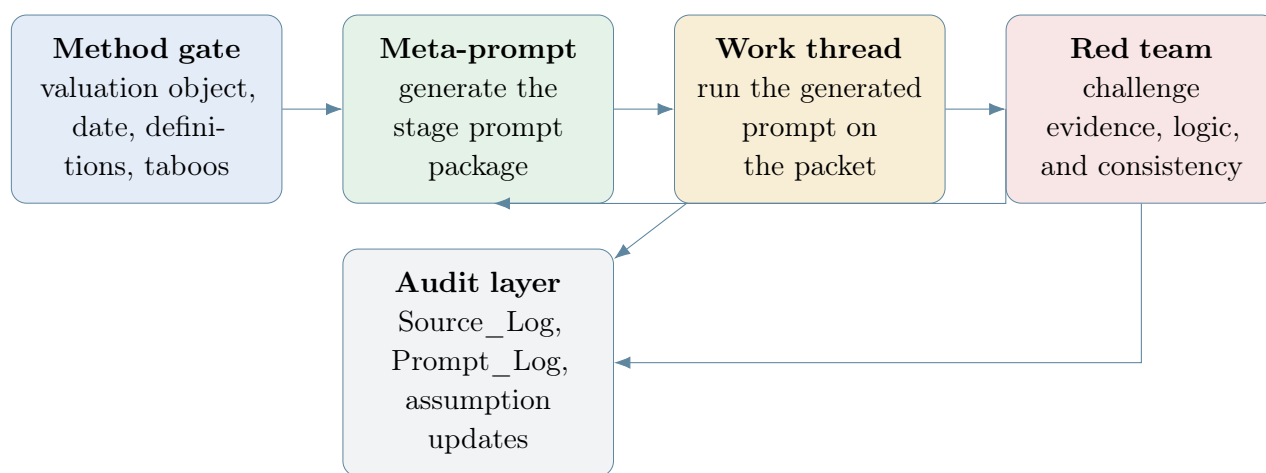 Method gate
valuation object,
date, defini-
tions, taboos
Meta-prompt
generate the
stage prompt
package
Work thread
run the generated
prompt on
the packet
Red team
challenge
evidence, logic,
and consistency
Audit layer
Source_Log,
Prompt_Log,
assumption
updates